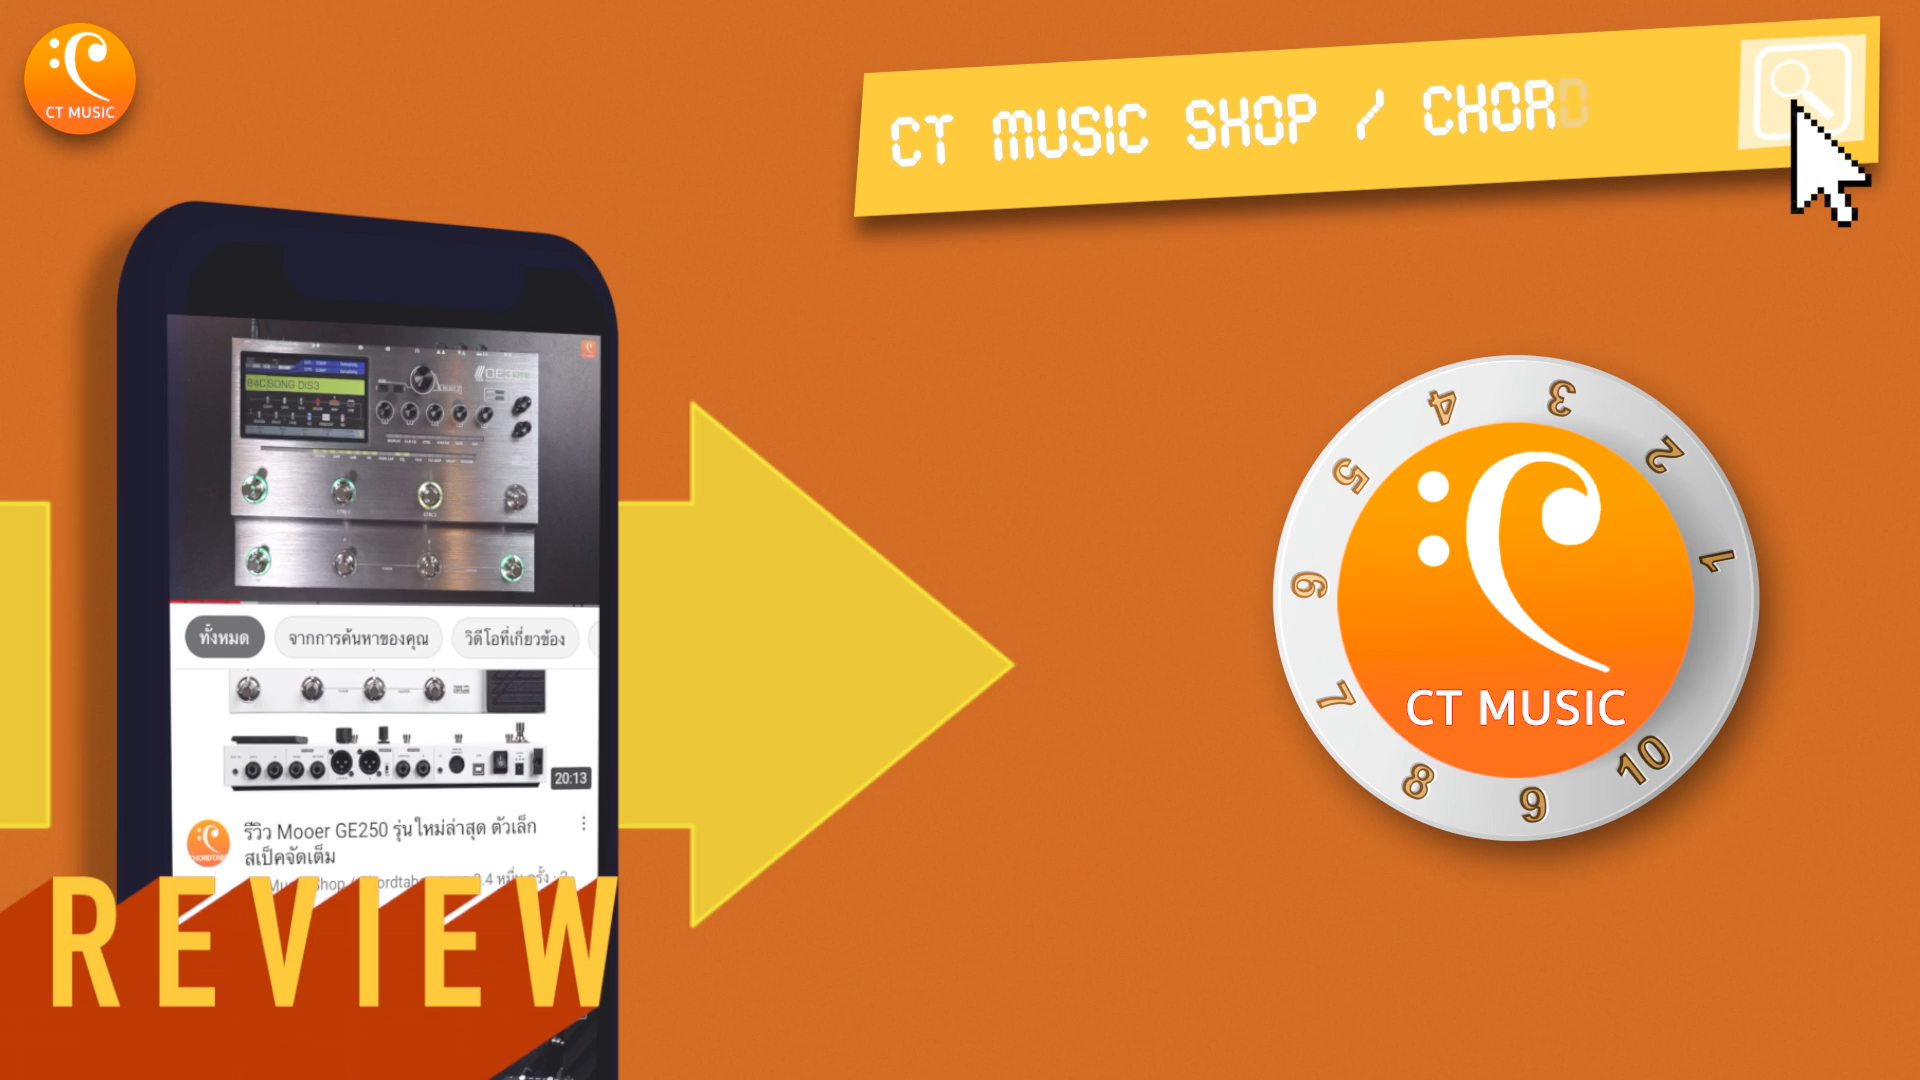 CT MUSIC
CT MUSIC SHOP / CHORD
B4C SONG DIS3
ทั้งหมด
จากการค้นหาของคุณ
วิดีโอที่เกี่ยวข้อง
20:13
รีวิว Mooer GE250 รุ่นใหม่ล่าสุด ตัวเล็ก
สเป็คจัดเต็ม
REVIEW
1 2 3 4 5 6 7 8 9 10
CT MUSIC